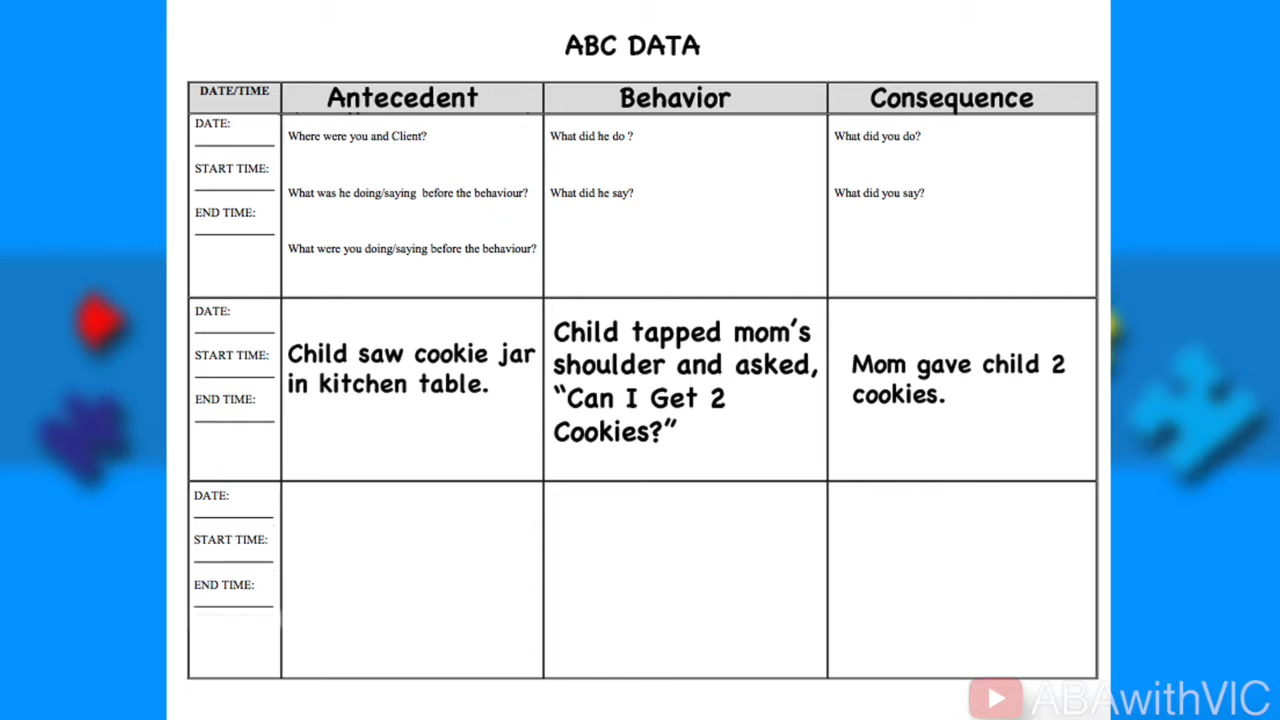 ABC DATA
DATE/TIME
Antecedent
Behavior
Consequence
DATE:
START TIME:
END TIME:
Where were you and Client?
What was he doing/saying before the behaviour?
What were you doing/saying before the behaviour?
What did he do ?
What did he say?
What did you do?
What did you say?
DATE:
START TIME:
END TIME:
Child saw cookie jar
in kitchen table.
Child tapped mom's
shoulder and asked,
"Can I Get 2
Cookies?"
Mom gave child 2
cookies.
DATE:
START TIME:
END TIME:
ABAwithVIC